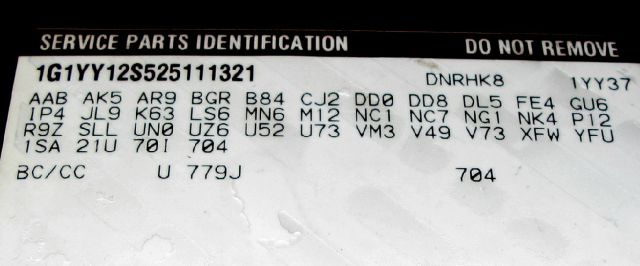 SERVICE PARTS IDENTIFICATION DO NOT REMOVE
1G1YY12S525111321 DNRHK8 1YY37
AAB AK5 AR9 BGR B84 CJ2 DD0 DD8 DL5 FE4 GU6
1P4 JL9 K63 LS6 MN6 M12 NC1 NC7 NG1 NK4 P12
R9Z SLL UN0 UZ6 U52 U73 VM3 V49 V73 XFW YFU
1SA 21U 70I 704
BC/CC U 779J 704